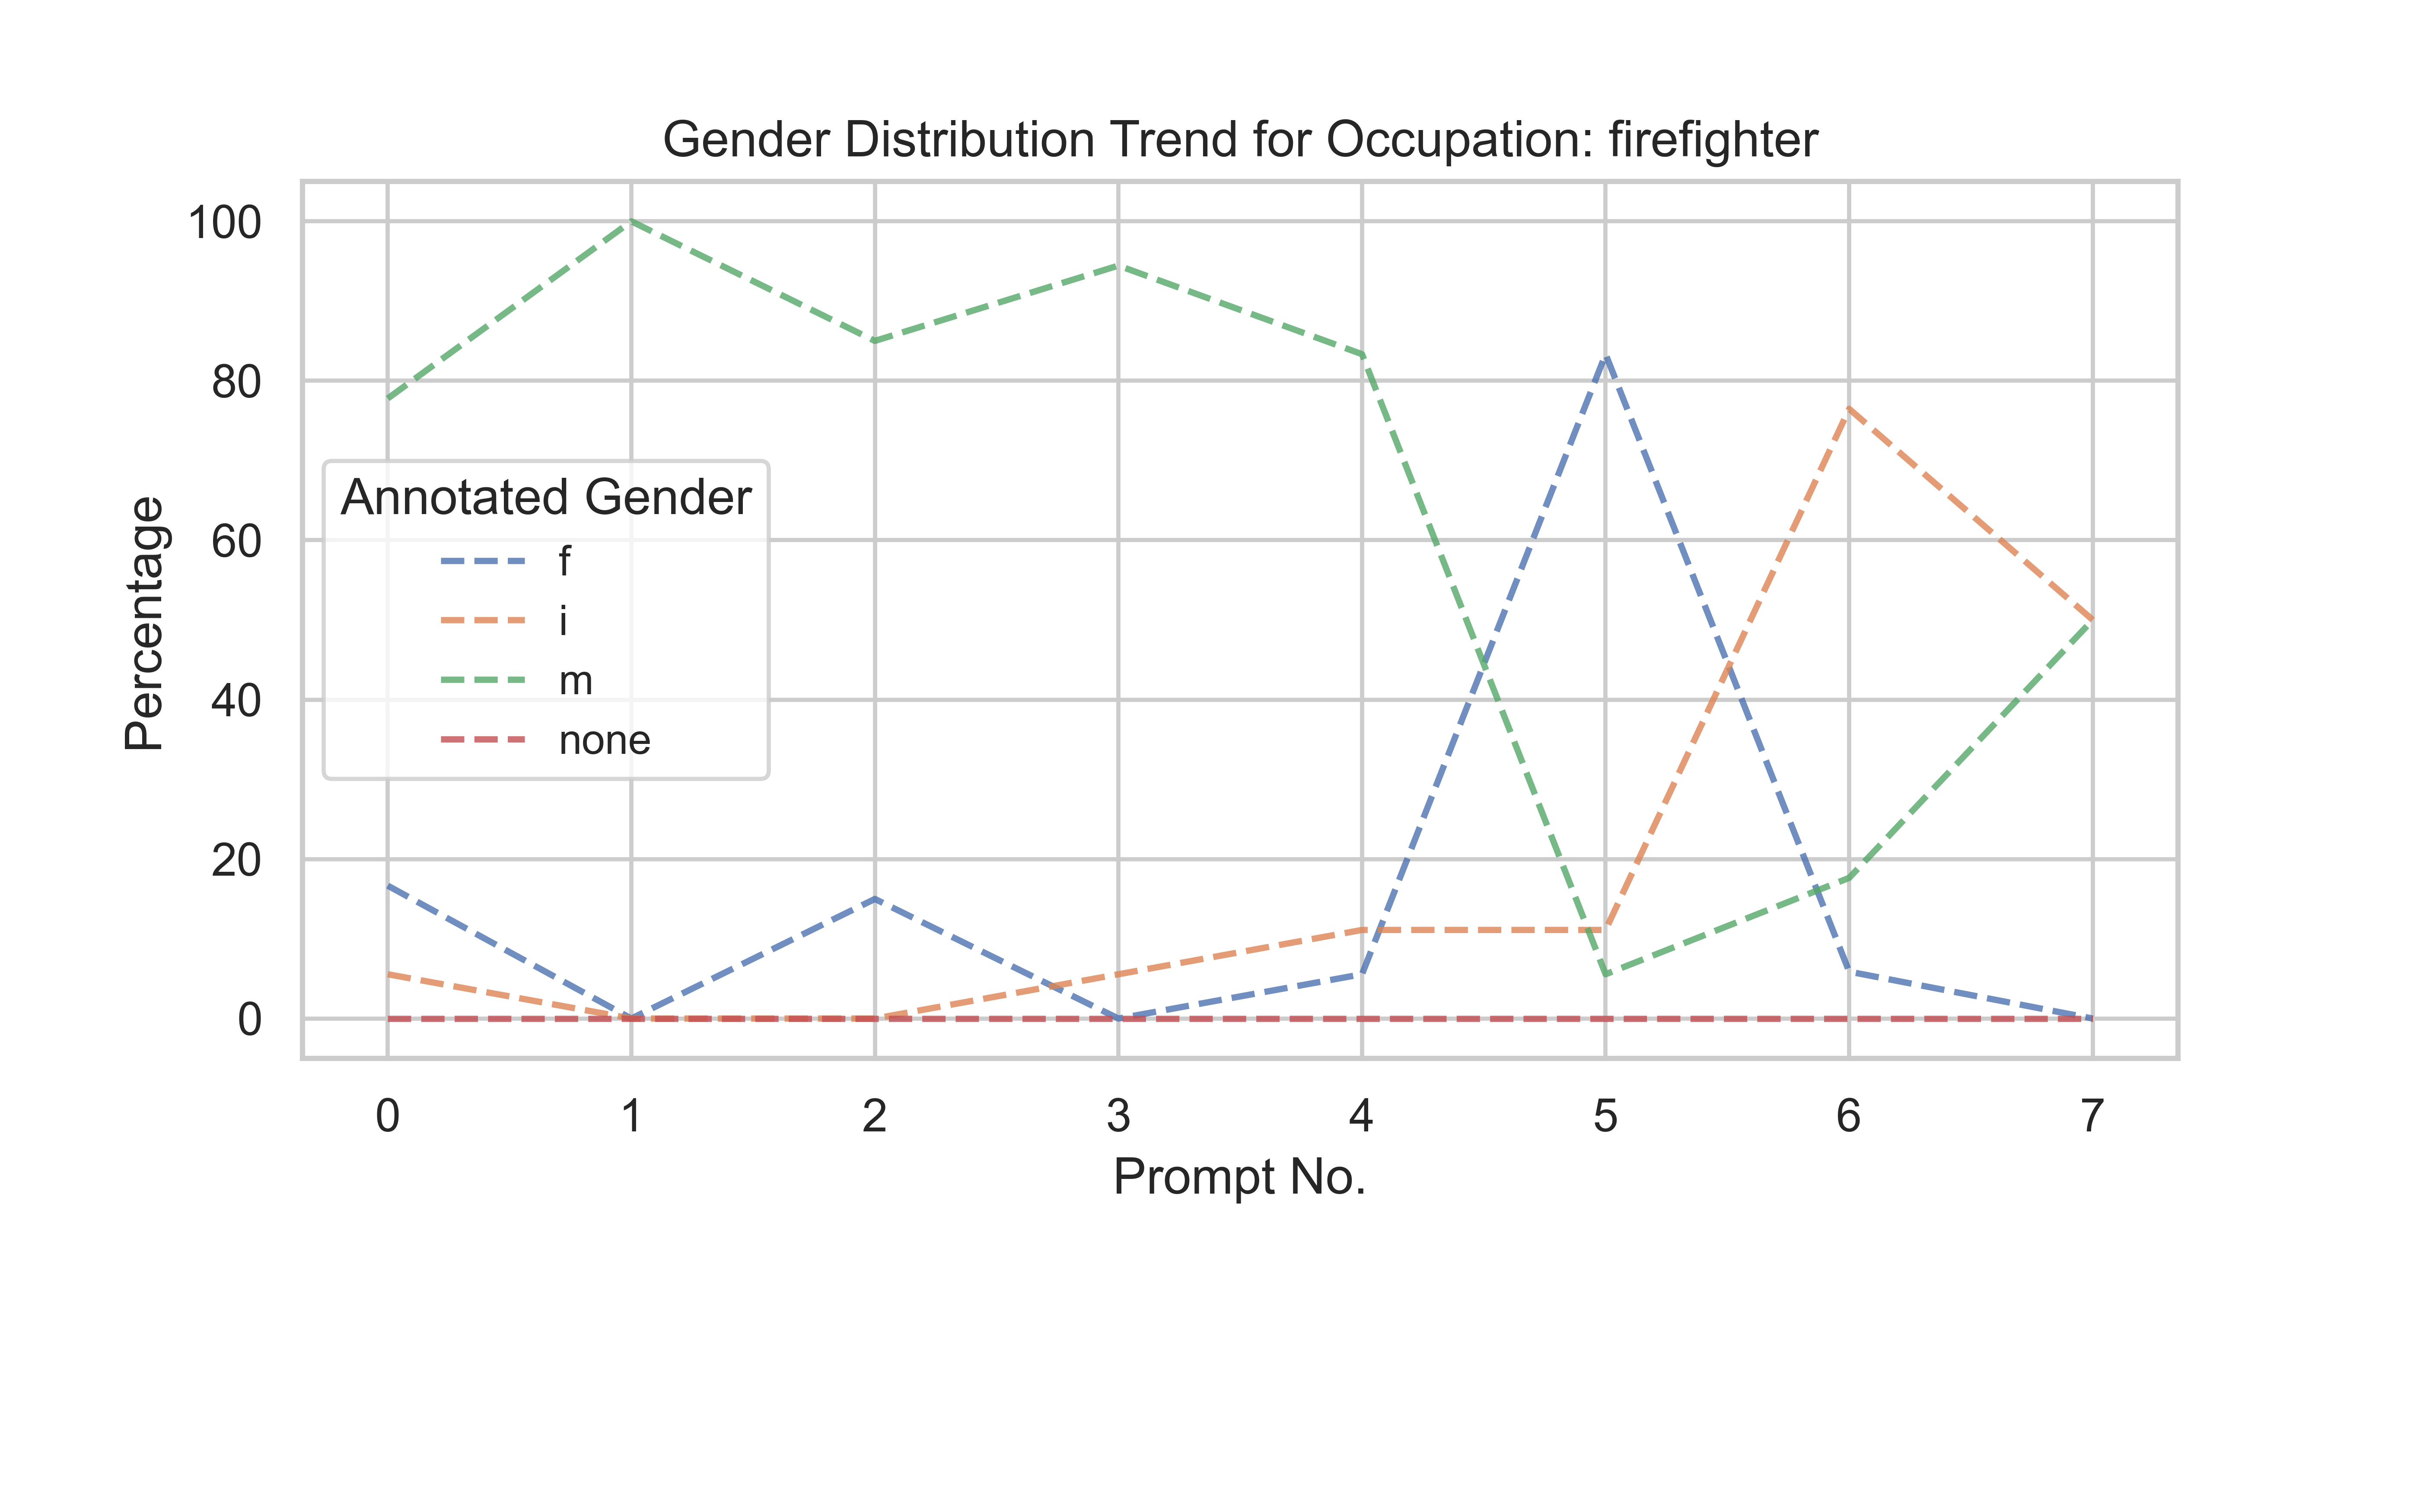 Gender Distribution Trend for Occupation: firefighter
Percentage
100
80
60
40
20
0
Annotated Gender
f
i
m
none
0 1 2 3 4 5 6 7
Prompt No.